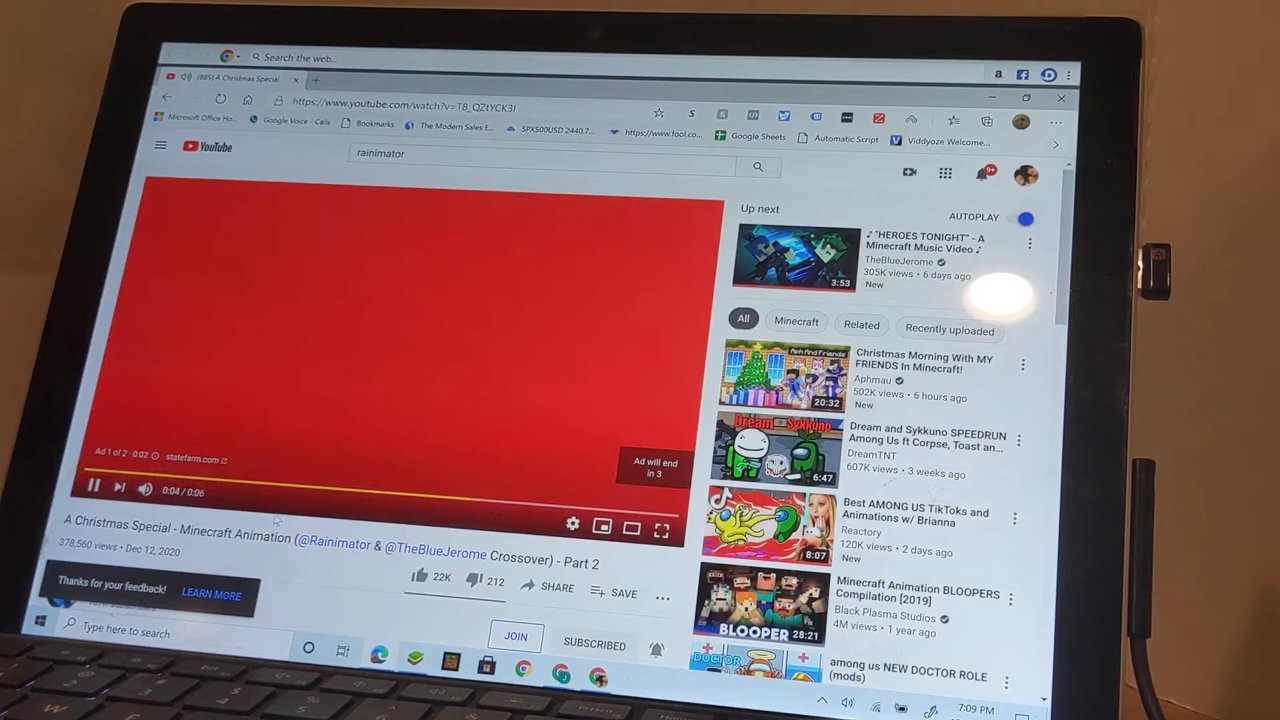 Search the web...
(885) A Christmas Special
https://www.youtube.com/watch?v=T8_QZtYCK3I
Microsoft Office Ho...
Google Voice - Calls
Bookmarks
The Modern Sales E...
SPX500USD 2440.7...
https://www.fool.co...
Google Sheets
Automatic Script
Viddyoze Welcome...
YouTube
rainimator
9+
Up next
AUTOPLAY
3:53
♪ "HEROES TONIGHT" - A
Minecraft Music Video ♪
TheBlueJerome
305K views • 6 days ago
New
All
Minecraft
Related
Recently uploaded
Aph And Friends
20:32
Christmas Morning With MY
FRIENDS In Minecraft!
Aphmau
502K views • 6 hours ago
New
Dream Sykkuno
6:47
Dream and Sykkuno SPEEDRUN
Among Us ft Corpse, Toast an...
DreamTNT
607K views • 3 weeks ago
8:07
Best AMONG US TikToks and
Animations w/ Brianna
Reactory
120K views • 2 days ago
New
BLOOPER
28:21
Minecraft Animation BLOOPERS
Compilation [2019]
Black Plasma Studios
4M views • 1 year ago
DOCTOR
among us NEW DOCTOR ROLE
(mods)
Ad 1 of 2 · 0:02
statefarm.com
Ad will end
in 3
0:04 / 0:06
A Christmas Special - Minecraft Animation (@Rainimator & @TheBlueJerome Crossover) - Part 2
378,560 views • Dec 12, 2020
22K
212
SHARE
SAVE
Thanks for your feedback!
LEARN MORE
JOIN
SUBSCRIBED
Type here to search
7:09 PM